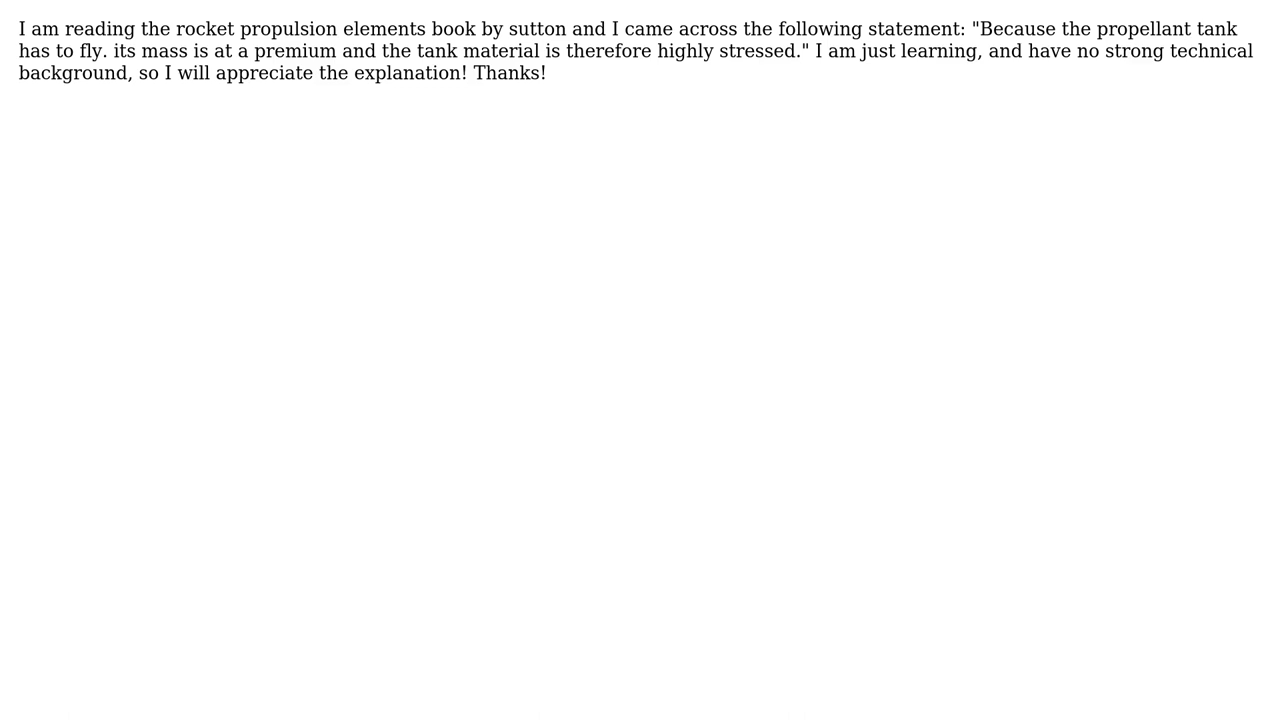 I am reading the rocket propulsion elements book by sutton and I came across the following statement: "Because the propellant tank
has to fly. its mass is at a premium and the tank material is therefore highly stressed." I am just learning, and have no strong technical
background, so I will appreciate the explanation! Thanks!